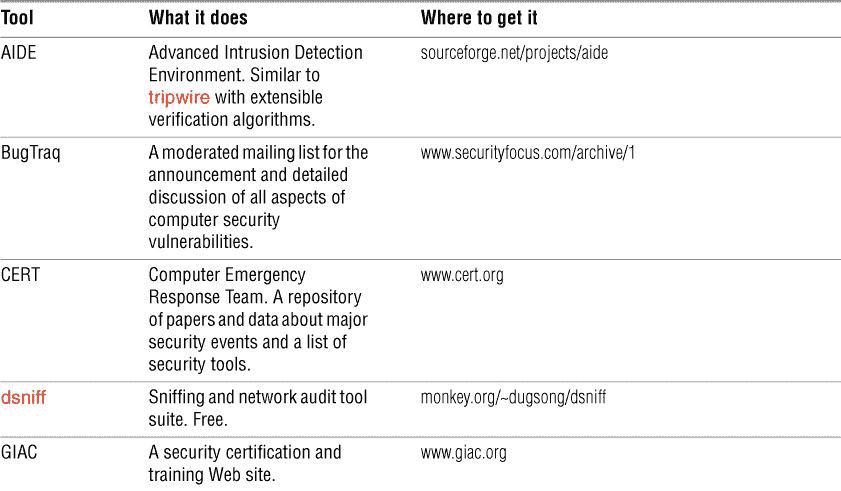 Tool What it does Where to get it
AIDE Advanced Intrusion Detection sourceforge.net/projects/aide
Environment. Similar to
tripwire with extensible
verification algorithms.
BugTraq A moderated mailing list for the www.securityfocus.com/archive/1
announcement and detailed
discussion of all aspects of
computer security
vulnerabilities.
CERT Computer Emergency www.cert.org
Response Team. A repository
of papers and data about major
security events and a list of
security tools.
dsniff Sniffing and network audit tool monkey.org/~dugsong/dsniff
suite. Free.
GIAC A security certification and www.giac.org
training Web site.